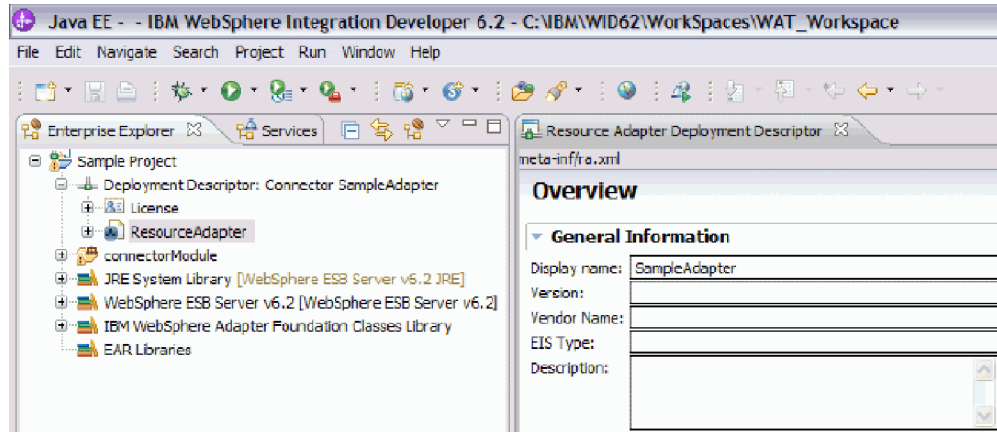 Java EE - - IBM WebSphere Integration Developer 6.2 - C:\IBM\WID62\WorkSpaces\WAT_Workspace
File Edit Navigate Search Project Run Window Help
Enterprise Explorer Services
Sample Project
Deployment Descriptor: Connector SampleAdapter
License
ResourceAdapter
connectorModule
JRE System Library [WebSphere ESB Server v6.2 JRE]
WebSphere ESB Server v6.2 [WebSphere ESB Server v6.2]
IBM WebSphere Adapter Foundation Classes Library
EAR Libraries
Resource Adapter Deployment Descriptor
meta-inf/ra.xml
Overview
General Information
Display name: SampleAdapter
Version:
Vendor Name:
EIS Type:
Description: